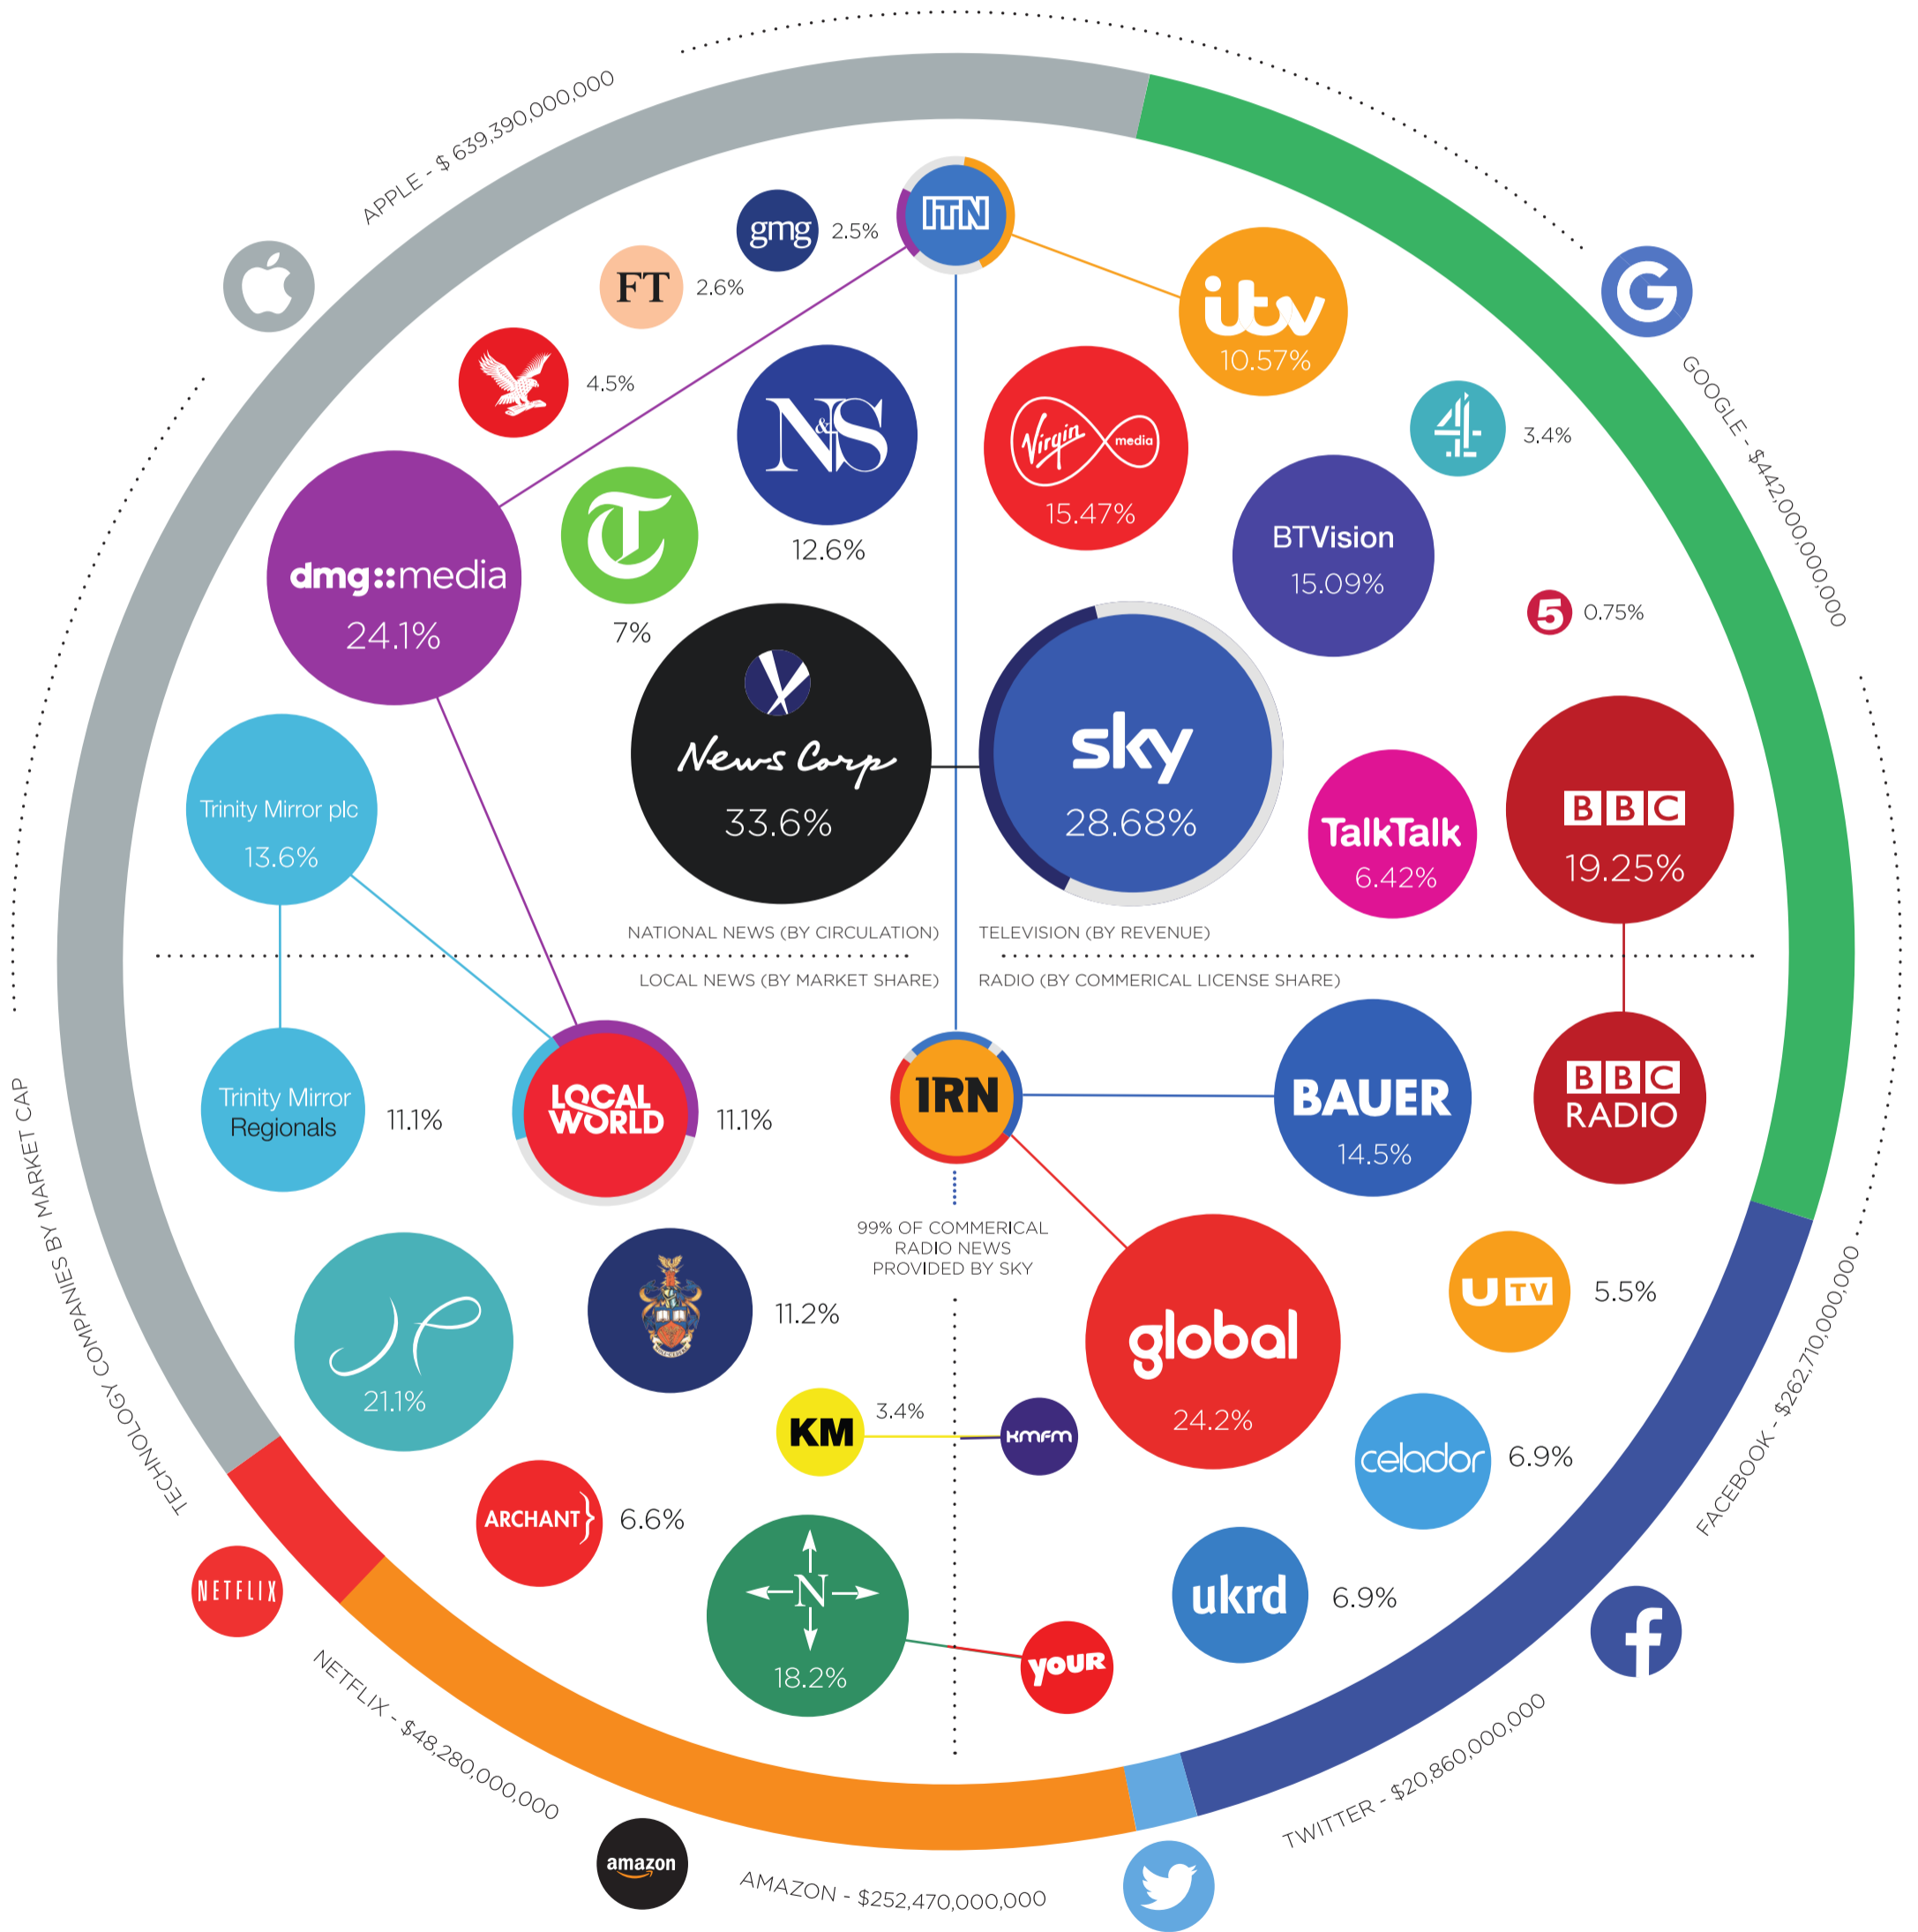 APPLE - $ 639,390,000,000
GOOGLE - $442,000,000,000
FACEBOOK - $262,710,000,000
TWITTER - $20,860,000,000
AMAZON - $252,470,000,000
NETFLIX - $48,280,000,000
TECHNOLOGY COMPANIES BY MARKET CAP
G
f
amazon
NETFLIX
ITN
gmg
2.5%
FT
2.6%
4.5%
N&S
12.6%
T
7%
dmg::media
24.1%
News Corp
33.6%
Trinity Mirror plc
13.6%
NATIONAL NEWS (BY CIRCULATION)
itv
10.57%
Virgin media
15.47%
4
3.4%
BTVision
15.09%
5
0.75%
sky
28.68%
TalkTalk
6.42%
BBC
19.25%
TELEVISION (BY REVENUE)
LOCAL NEWS (BY MARKET SHARE)
Trinity Mirror
Regionals
11.1%
LOCAL
WORLD
11.1%
21.1%
11.2%
KM
3.4%
ARCHANT}
6.6%
N
18.2%
RADIO (BY COMMERICAL LICENSE SHARE)
IRN
99% OF COMMERICAL
RADIO NEWS
PROVIDED BY SKY
BAUER
14.5%
BBC
RADIO
global
24.2%
UTV
5.5%
kmfm
celador
6.9%
ukrd
6.9%
YOUR